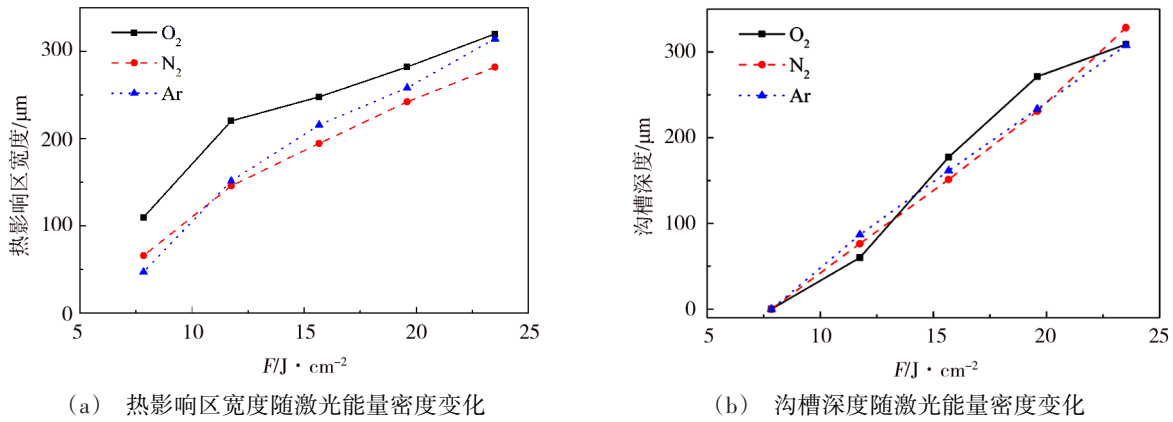 热影响区宽度/μm
300
200
100
0
O₂
N₂
Ar
5 10 15 20 25
F/J·cm⁻²
(a) 热影响区宽度随激光能量密度变化
沟槽深度/μm
300
200
100
0
O₂
N₂
Ar
5 10 15 20 25
F/J·cm⁻²
(b) 沟槽深度随激光能量密度变化